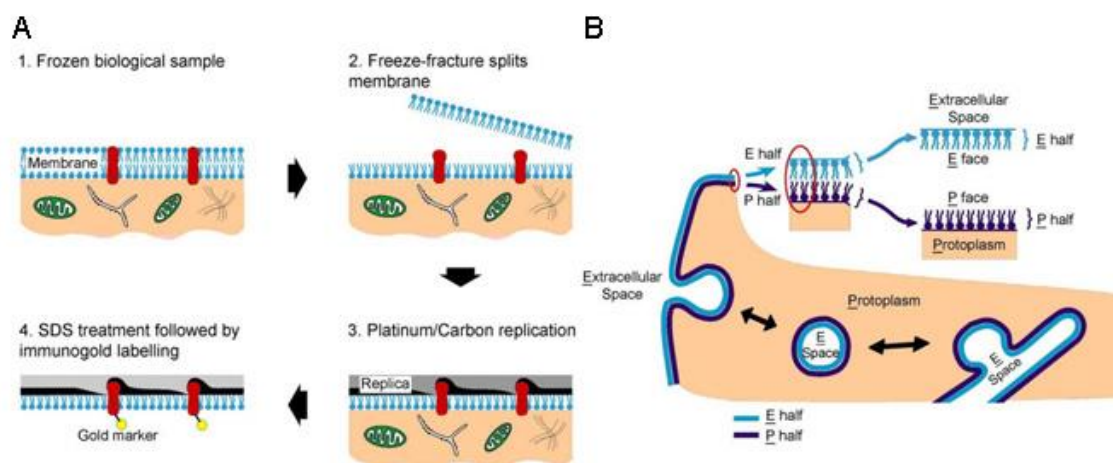 A
1. Frozen biological sample
Membrane
2. Freeze-fracture splits
membrane
4. SDS treatment followed by
immunogold labelling
Gold marker
3. Platinum/Carbon replication
Replica
B
Extracellular
Space
E half
E face
E half
P half
P face
P half
Protoplasm
Extracellular
Space
Protoplasm
E
Space
E
Space
E half
P half